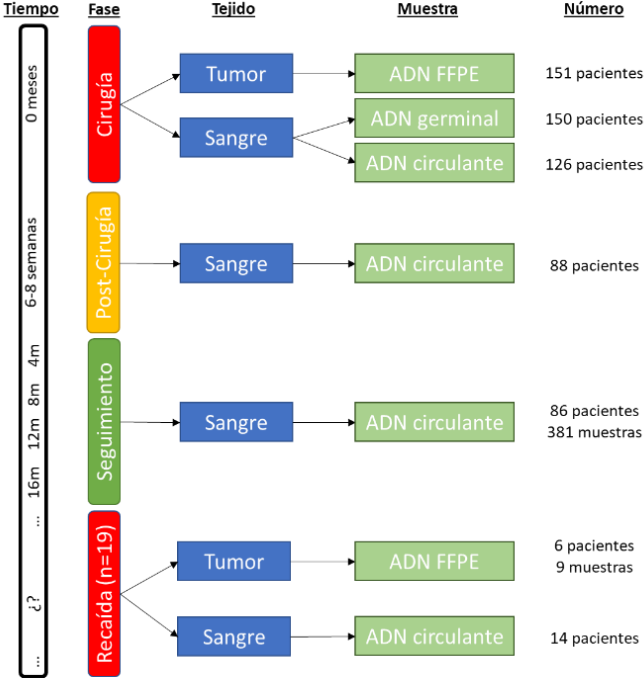 Tiempo Fase Tejido Muestra Número
0 meses
Cirugía
Tumor ADN FFPE 151 pacientes
Sangre ADN germinal 150 pacientes
ADN circulante 126 pacientes
6-8 semanas
Post-Cirugía
Sangre ADN circulante 88 pacientes
4m
8m
12m
16m
...
Seguimiento
Sangre ADN circulante 86 pacientes
381 muestras
¿?
...
Recaída (n=19)
Tumor ADN FFPE 6 pacientes
9 muestras
Sangre ADN circulante 14 pacientes